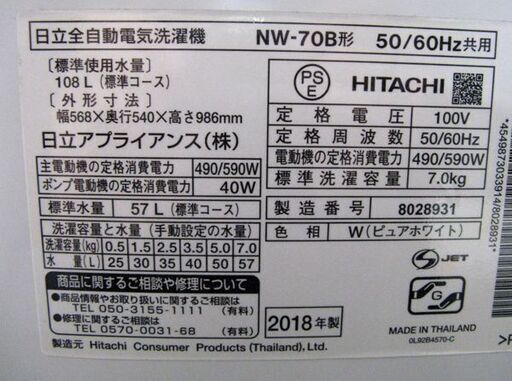 日立全自動電気洗濯機 NW-70B形 50/60Hz共用
〔標準使用水量〕
108L（標準コース）
〔外形寸法〕
幅568×奥行540×高さ986mm
日立アプライアンス（株）
主電動機の定格消費電力 490/590W
ポンプ電動機の定格消費電力 40W
標準水量 57L（標準コース）
洗濯容量と水量（手動設定の水量）
洗濯容量(kg) 0.5 1.5 2.5 3.5 5.0 7.0
水量(L) 25 30 35 40 50 57
商品に関するご相談や修理について
●商品情報やお取り扱いに関するご相談
TEL 050-3155-1111 （有料）
●修理に関するご相談
TEL 0570-0031-68 （有料）
製造元 Hitachi Consumer Products (Thailand), Ltd.
PS
E
HITACHI
定格電圧 100V
定格周波数 50/60Hz
電動機の定格消費電力 490/590W
標準洗濯容量 7.0kg
製造番号 8028931
色相 W（ピュアホワイト）
2018年製
S-JET
G
MADE IN THAILAND
0L92B4570-C
*4549873033914/8028931*
>P